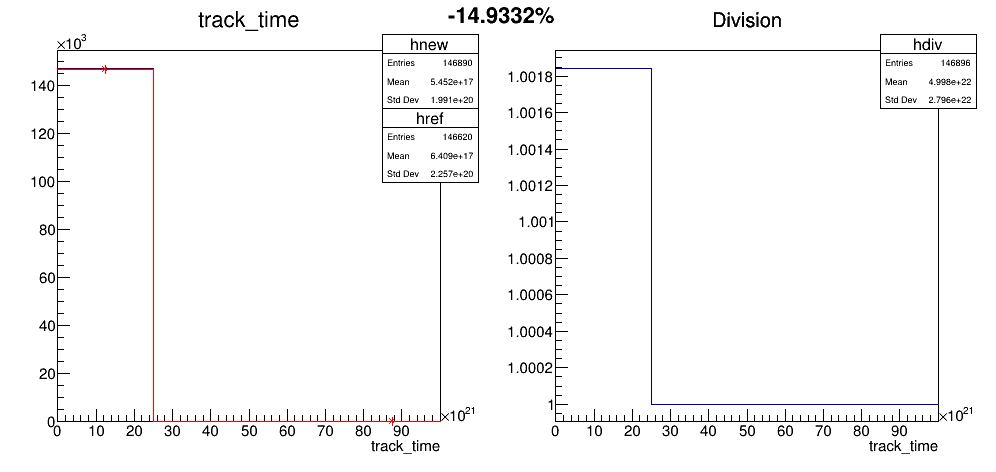 -14.9332%
track_time
×10³
140
120
100
80
60
40
20
0
0 10 20 30 40 50 60 70 80 90
×10²¹
track_time
hnew
Entries 146890
Mean 5.452e+17
Std Dev 1.991e+20
href
Entries 146620
Mean 6.409e+17
Std Dev 2.257e+20
Division
1.0018
1.0016
1.0014
1.0012
1.001
1.0008
1.0006
1.0004
1.0002
1
0 10 20 30 40 50 60 70 80 90
×10²¹
track_time
hdiv
Entries 146896
Mean 4.998e+22
Std Dev 2.796e+22